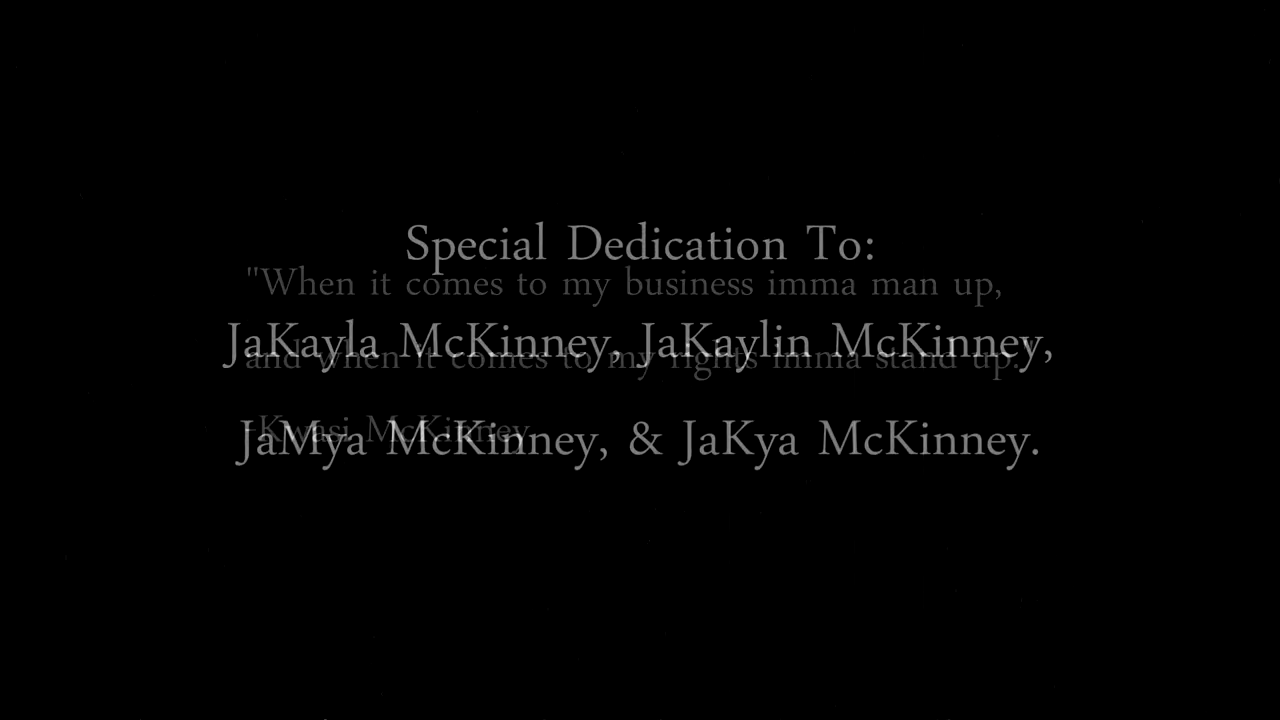 Special Dedication To:
"When it comes to my business imma man up,
JaKayla McKinney, JaKaylin McKinney,
and when it comes to my rights imma stand up."
-Kwasi McKinney
JaMya McKinney, & JaKya McKinney.